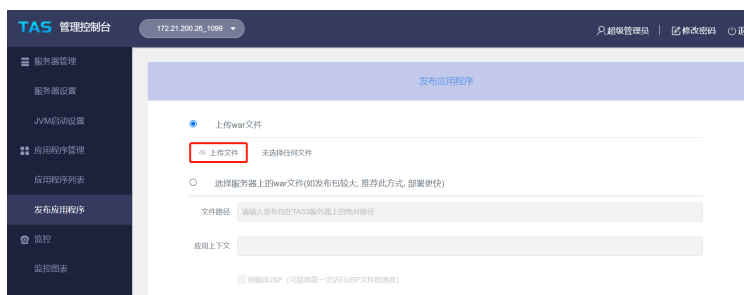 TAS 管理控制台
172.21.200.26_1099
超级管理员
修改密码
服务器管理
服务器设置
JVM启动设置
应用程序管理
应用程序列表
发布应用程序
监控
监控图表
发布应用程序
上传war文件
上传文件 未选择任何文件
选择服务器上的war文件(如发布包较大, 推荐此方式, 部署更快)
文件路径 请输入发布包在TAS服务器上的绝对路径
应用上下文
预编译JSP (可提高第一次访问JSP文件的速度)